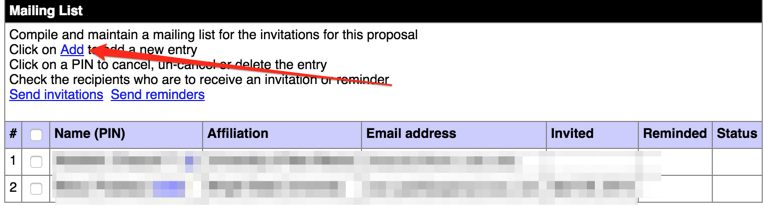 Mailing List
Compile and maintain a mailing list for the invitations for this proposal
Click on Add to add a new entry
Click on a PIN to cancel, un-cancel or delete the entry
Check the recipients who are to receive an invitation or reminder
Send invitations Send reminders
# Name (PIN) Affiliation Email address Invited Reminded Status
1
2